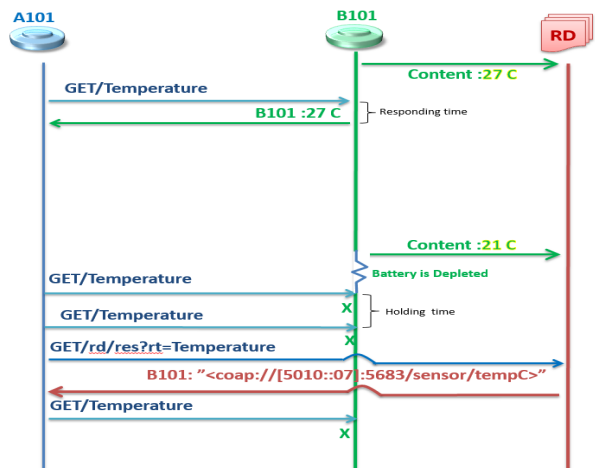 A101
B101
RD
Content :27 C
GET/Temperature
B101 :27 C
Responding time
Content :21 C
Battery is Depleted
GET/Temperature
X
Holding time
GET/Temperature
X
GET/rd/res?rt=Temperature
B101: ”<coap://[5010::07]:5683/sensor/tempC>”
GET/Temperature
X